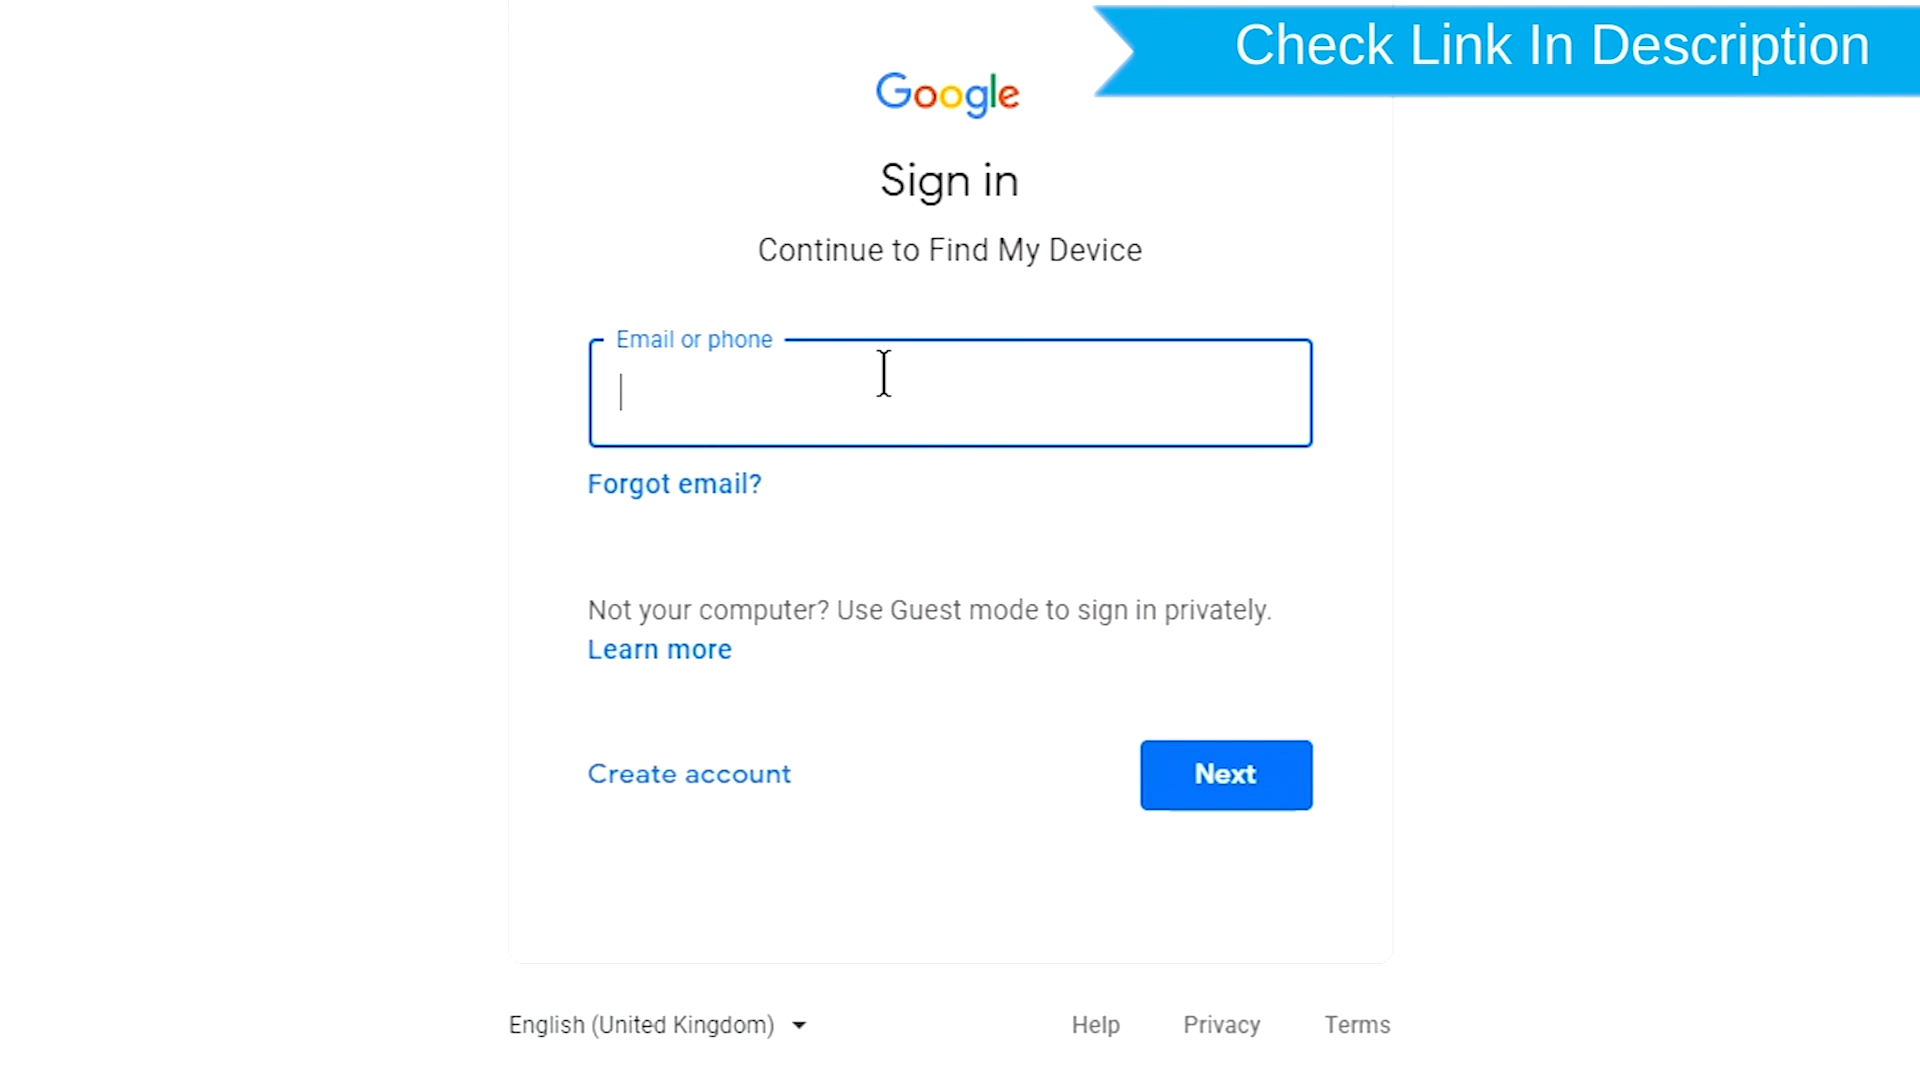 Check Link In Description
Google
Sign in
Continue to Find My Device
Email or phone
Forgot email?
Not your computer? Use Guest mode to sign in privately.
Learn more
Create account
Next
English (United Kingdom)
Help
Privacy
Terms